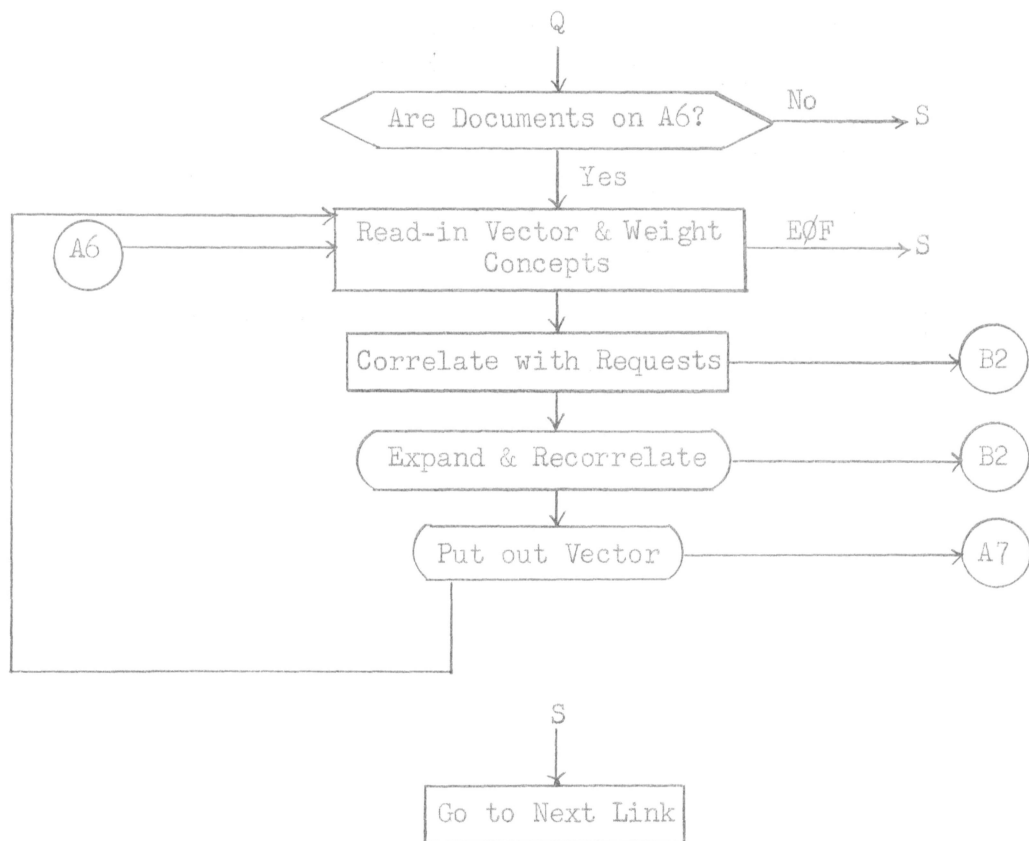 Q
Are Documents on A6?
No
S
Yes
A6
Read-in Vector & Weight
Concepts
EØF
S
Correlate with Requests
B2
Expand & Recorrelate
B2
Put out Vector
A7
S
Go to Next Link